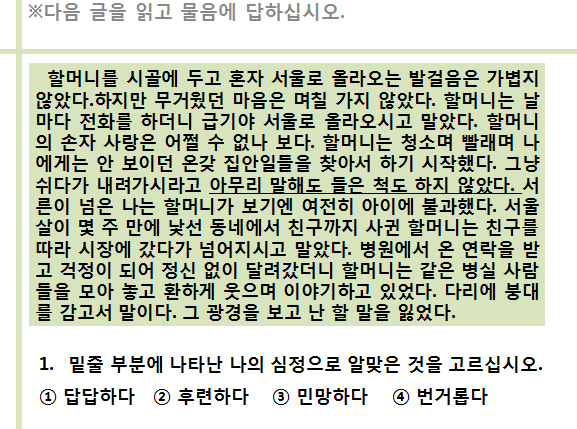 ※다음 글을 읽고 물음에 답하십시오.
할머니를 시골에 두고 혼자 서울로 올라오는 발걸음은 가볍지
않았다.하지만 무거웠던 마음은 며칠 가지 않았다. 할머니는 날
마다 전화를 하더니 급기야 서울로 올라오시고 말았다. 할머니
의 손자 사랑은 어쩔 수 없나 보다. 할머니는 청소며 빨래며 나
에게는 안 보이던 온갖 집안일들을 찾아서 하기 시작했다. 그냥
쉬다가 내려가시라고 아무리 말해도 들은 척도 하지 않았다. 서
른이 넘은 나는 할머니가 보기엔 여전히 아이에 불과했다. 서울
살이 몇 주 만에 낯선 동네에서 친구까지 사귄 할머니는 친구를
따라 시장에 갔다가 넘어지시고 말았다. 병원에서 온 연락을 받
고 걱정이 되어 정신 없이 달려갔더니 할머니는 같은 병실 사람
들을 모아 놓고 환하게 웃으며 이야기하고 있었다. 다리에 붕대
를 감고서 말이다. 그 광경을 보고 난 할 말을 잃었다.
1. 밑줄 부분에 나타난 나의 심정으로 알맞은 것을 고르십시오.
① 답답하다 ② 후련하다 ③ 민망하다 ④ 번거롭다